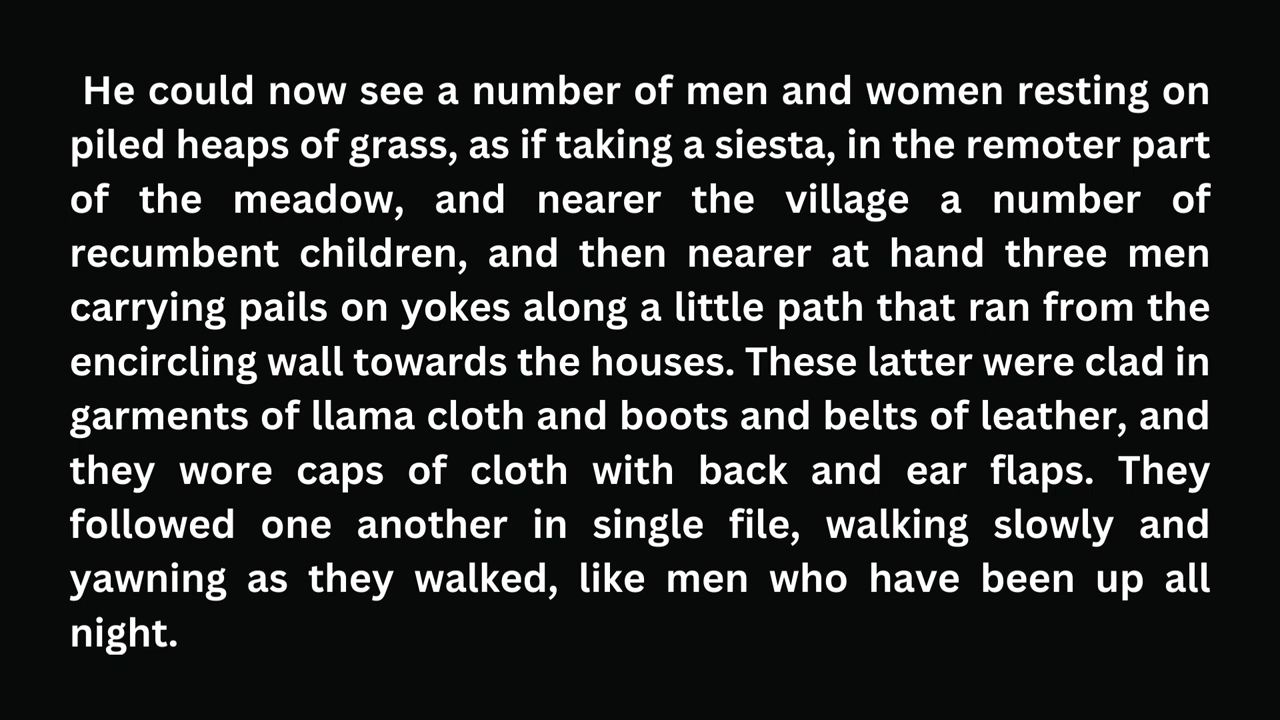 He could now see a number of men and women resting on
piled heaps of grass, as if taking a siesta, in the remoter part
of the meadow, and nearer the village a number of
recumbent children, and then nearer at hand three men
carrying pails on yokes along a little path that ran from the
encircling wall towards the houses. These latter were clad in
garments of llama cloth and boots and belts of leather, and
they wore caps of cloth with back and ear flaps. They
followed one another in single file, walking slowly and
yawning as they walked, like men who have been up all
night.